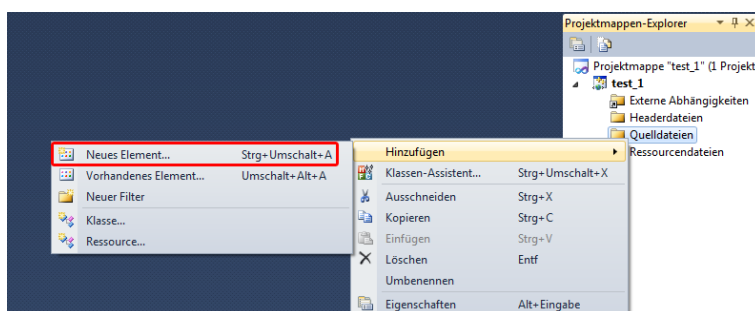 Projektmappen-Explorer
Projektmappe "test_1" (1 Projekt
test_1
Externe Abhängigkeiten
Headerdateien
Quelldateien
Ressourcendateien
Hinzufügen
Klassen-Assistent... Strg+Umschalt+X
Ausschneiden Strg+X
Kopieren Strg+C
Einfügen Strg+V
Löschen Entf
Umbenennen
Eigenschaften Alt+Eingabe
Neues Element... Strg+Umschalt+A
Vorhandenes Element... Umschalt+Alt+A
Neuer Filter
Klasse...
Ressource...